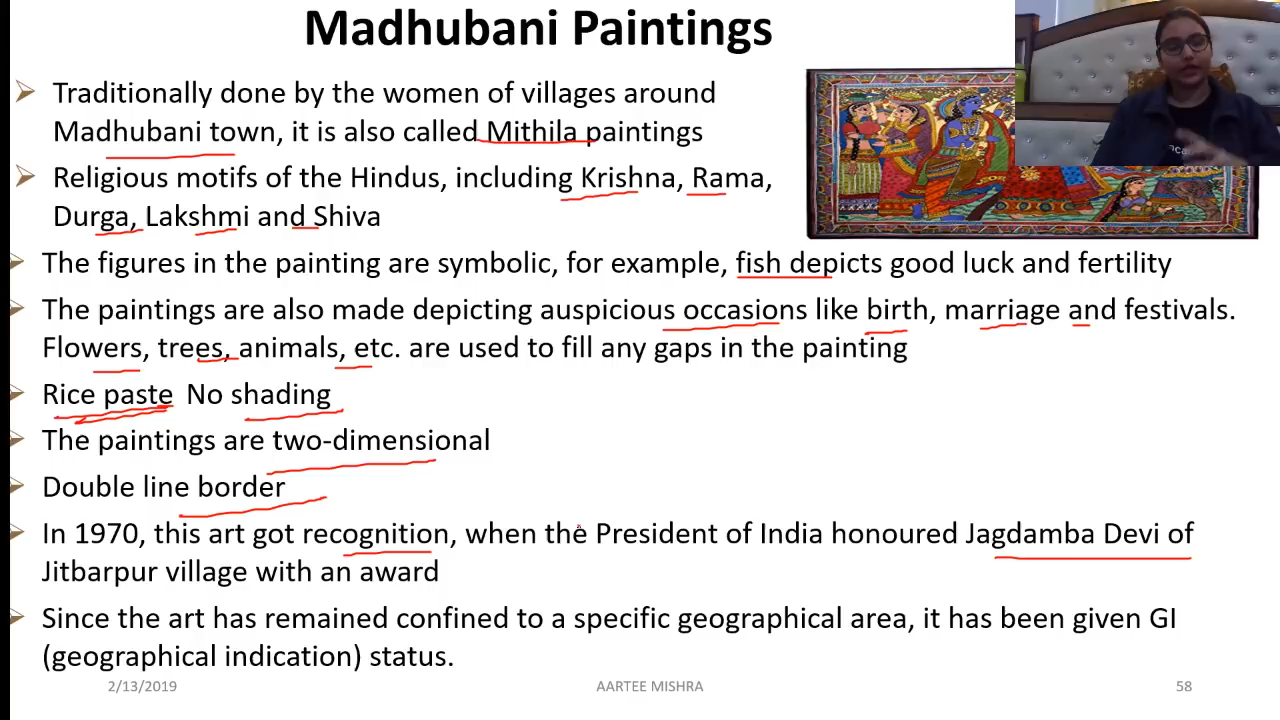 Madhubani Paintings
➢ Traditionally done by the women of villages around
Madhubani town, it is also called Mithila paintings
➢ Religious motifs of the Hindus, including Krishna, Rama,
Durga, Lakshmi and Shiva
➢ The figures in the painting are symbolic, for example, fish depicts good luck and fertility
➢ The paintings are also made depicting auspicious occasions like birth, marriage and festivals.
Flowers, trees, animals, etc. are used to fill any gaps in the painting
➢ Rice paste No shading
➢ The paintings are two-dimensional
➢ Double line border
➢ In 1970, this art got recognition, when the President of India honoured Jagdamba Devi of
Jitbarpur village with an award
➢ Since the art has remained confined to a specific geographical area, it has been given GI
(geographical indication) status.
2/13/2019 AARTEE MISHRA 58